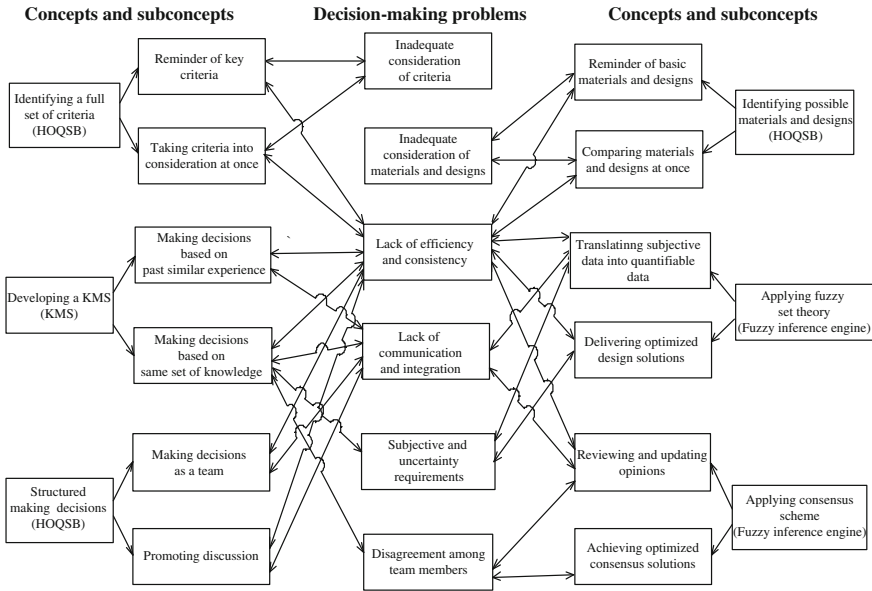 Concepts and subconcepts
Decision-making problems
Concepts and subconcepts
Identifying a full
set of criteria
(HOQSB)
Reminder of key
criteria
Taking criteria into
consideration at once
Developing a KMS
(KMS)
Making decisions
based on
past similar experience
Making decisions
based on
same set of knowledge
Structured
making decisions
(HOQSB)
Making decisions
as a team
Promoting discussion
Inadequate
consideration
of criteria
Inadequate
consideration of
materials and designs
Lack of efficiency
and consistency
Lack of
communication
and integration
Subjective and
uncertainty
requirements
Disagreement among
team members
Reminder of basic
materials and designs
Comparing materials
and designs at once
Identifying possible
materials and designs
(HOQSB)
Translatinng subjective
data into quantifiable
data
Delivering optimized
design solutions
Applying fuzzy
set theory
(Fuzzy inference engine)
Reviewing and updating
opinions
Achieving optimized
consensus solutions
Applying consensus
scheme
(Fuzzy inference engine)